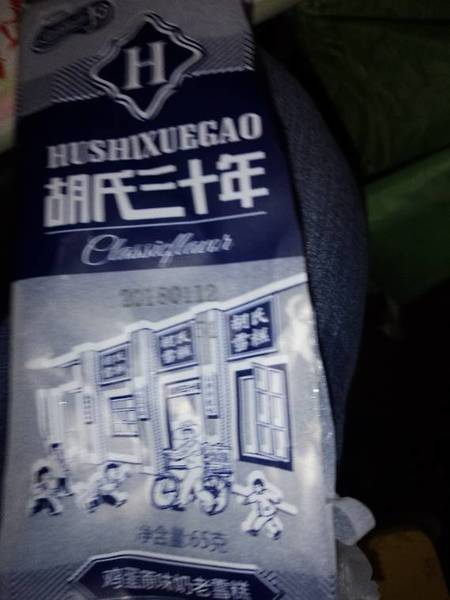 H
HUSHIXUEGAO
胡氏三十年
Classicflavor
20180112
胡氏
雪糕
胡氏
雪糕
净含量:65克
鸡蛋原味奶老雪糕